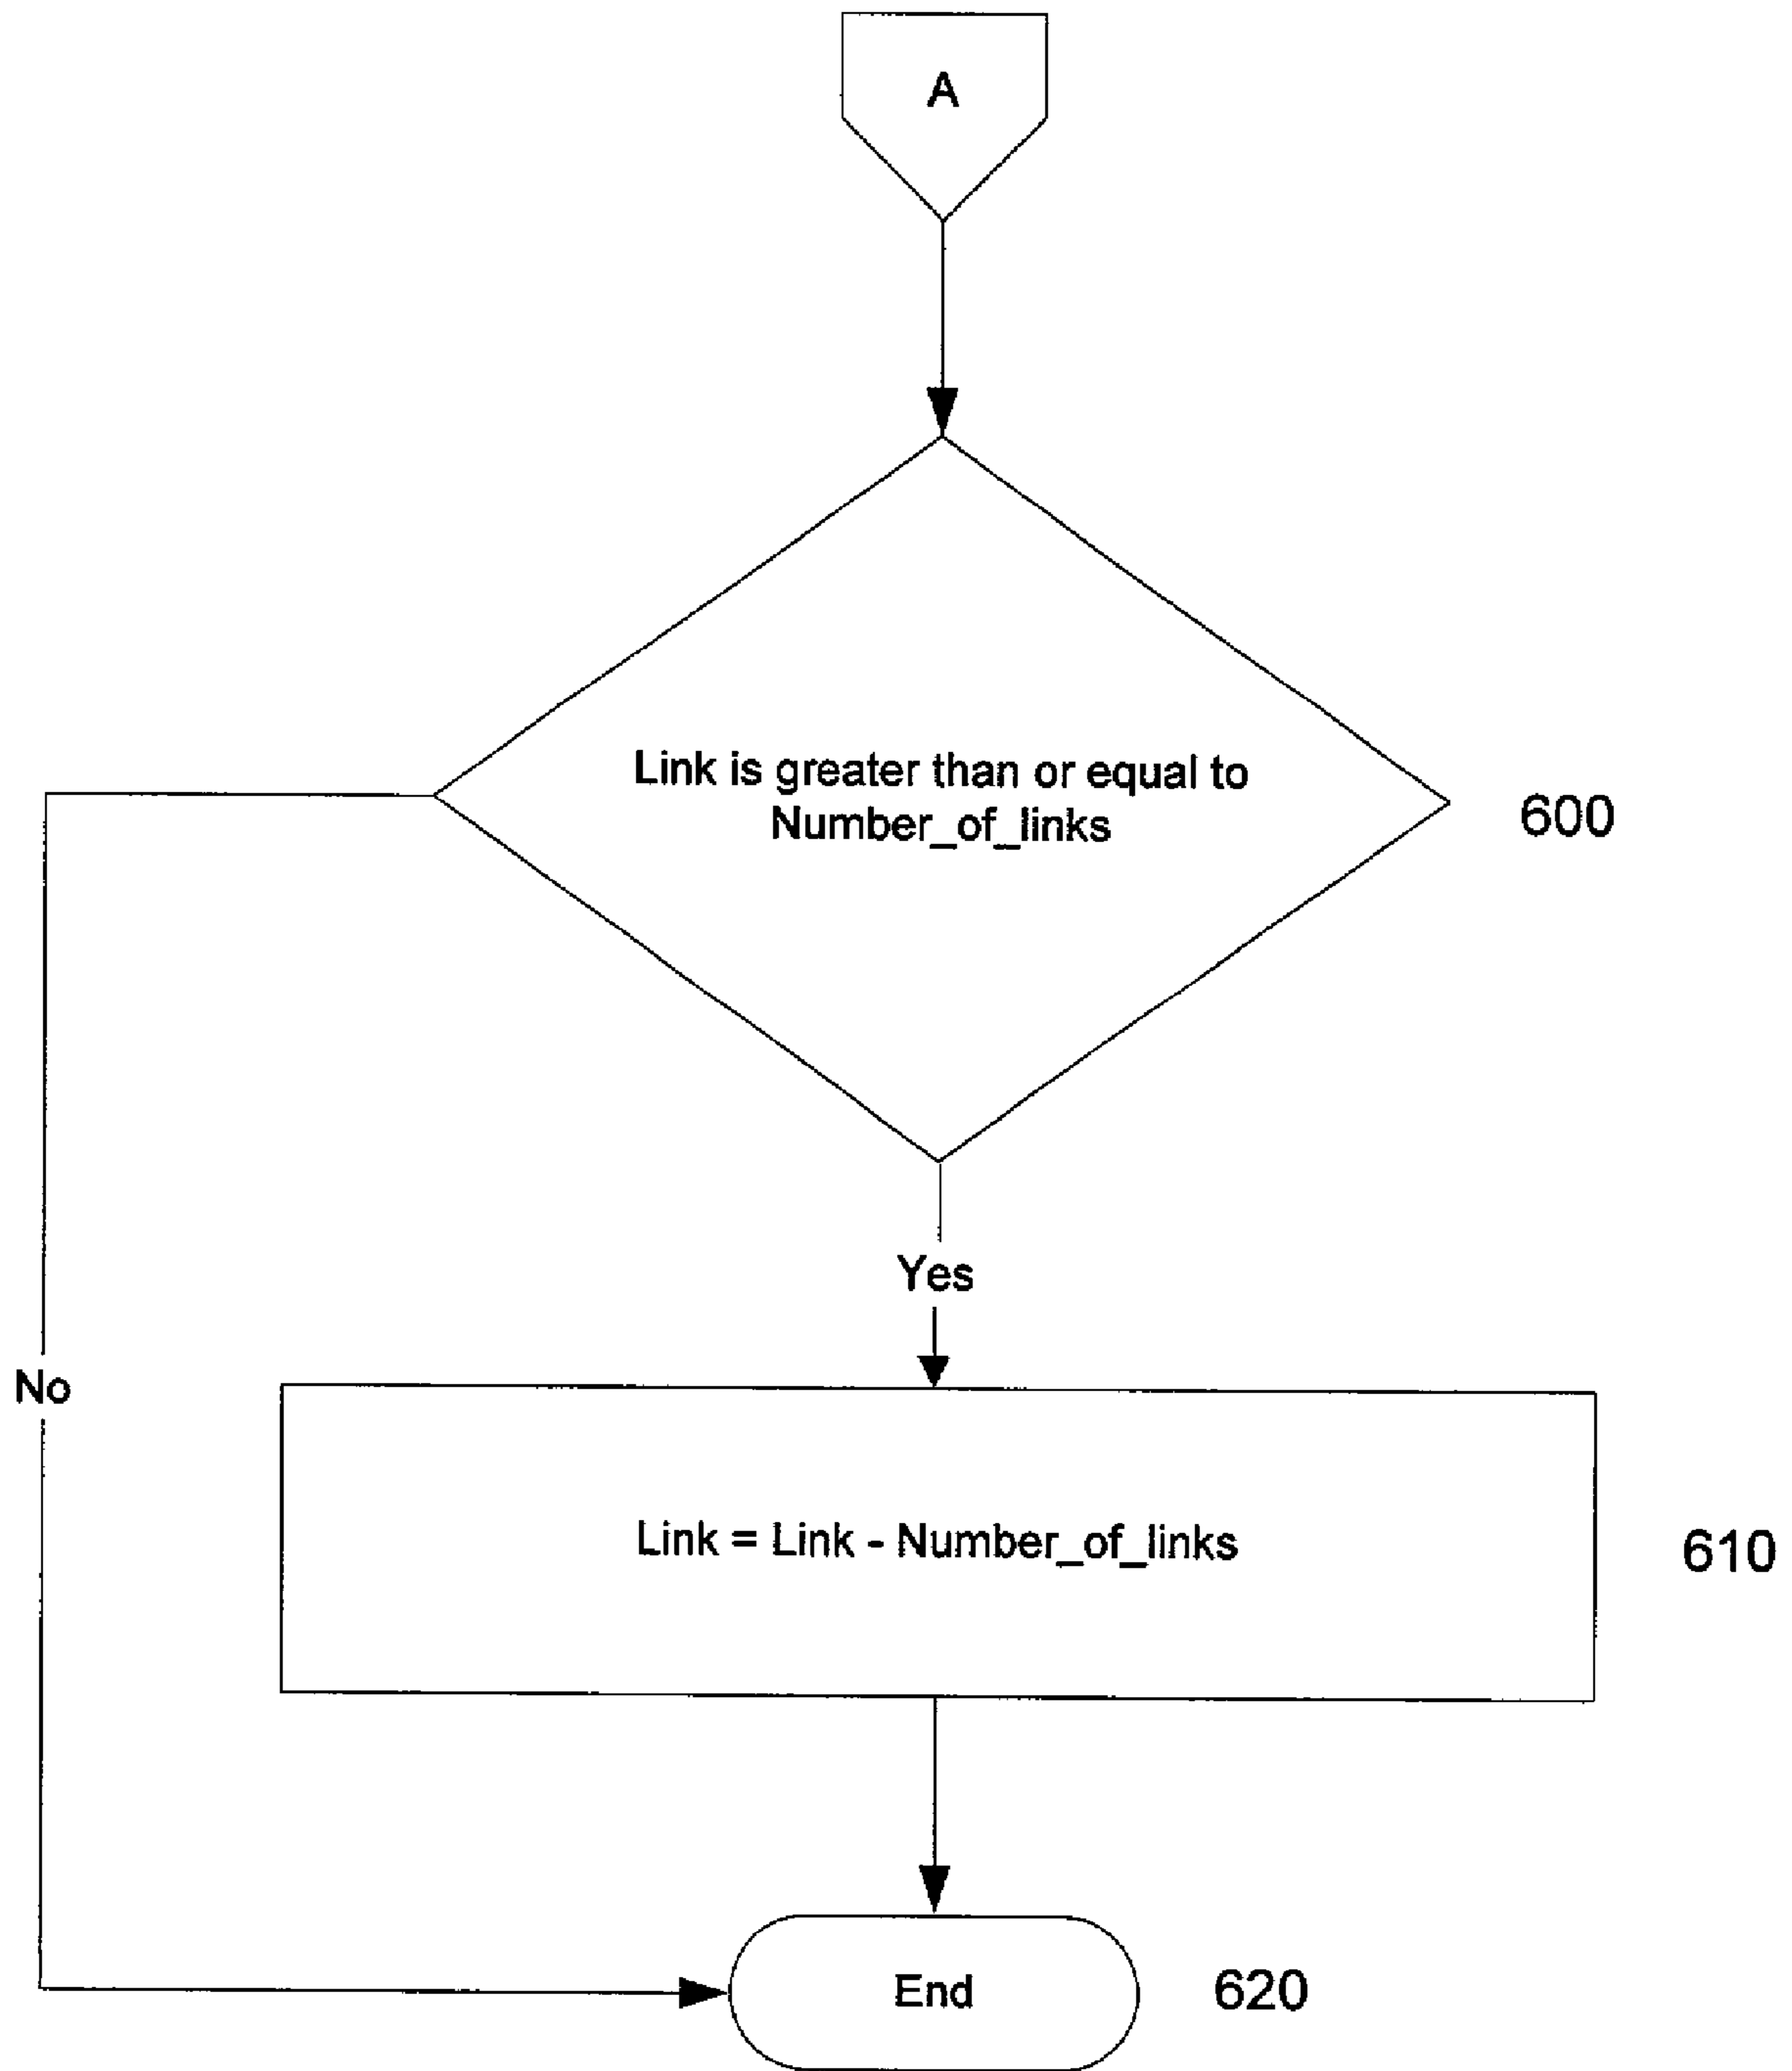 A
Link is greater than or equal to
Number_of_links
600
Yes
No
Link = Link - Number_of_links
610
End
620